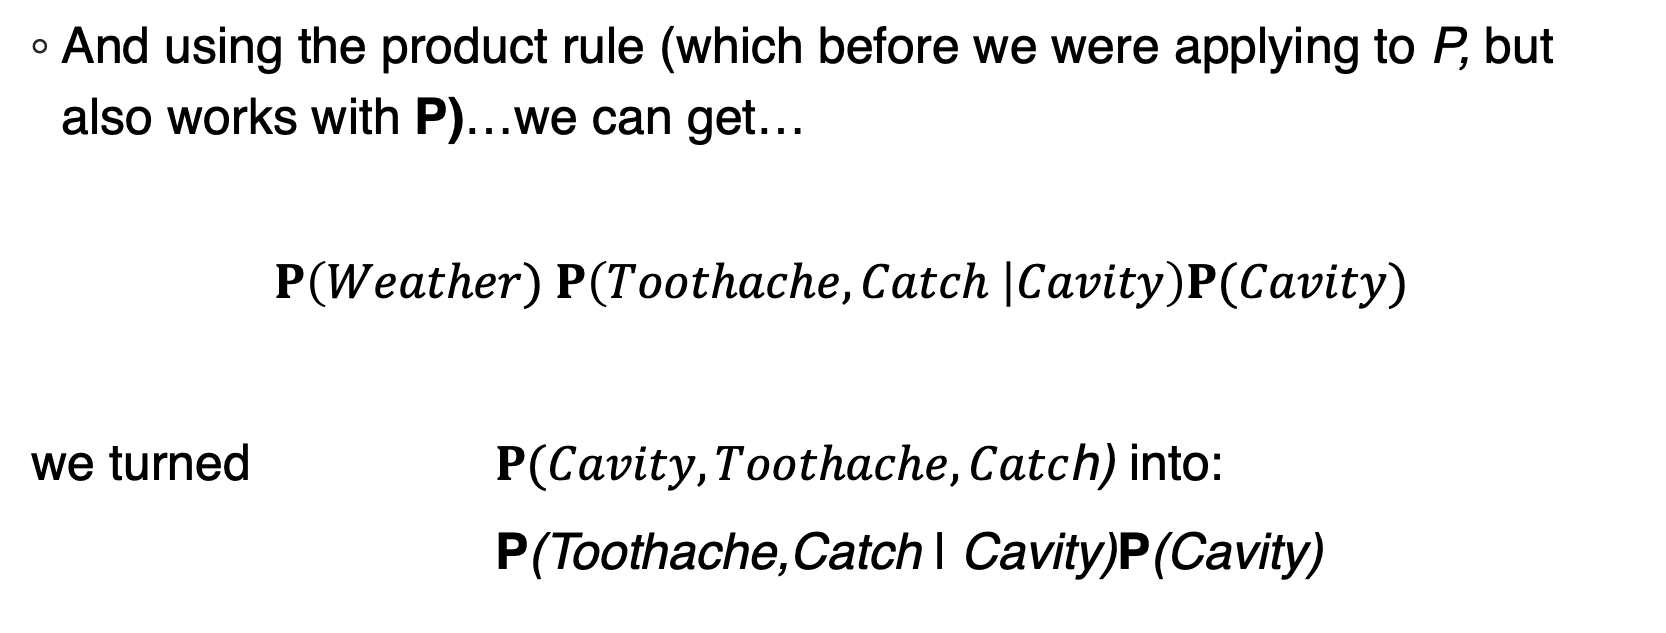 ◦ And using the product rule (which before we were applying to P, but
also works with P)…we can get…
P(Weather) P(Toothache, Catch |Cavity)P(Cavity)
we turned P(Cavity, Toothache, Catch) into:
P(Toothache,Catch | Cavity)P(Cavity)